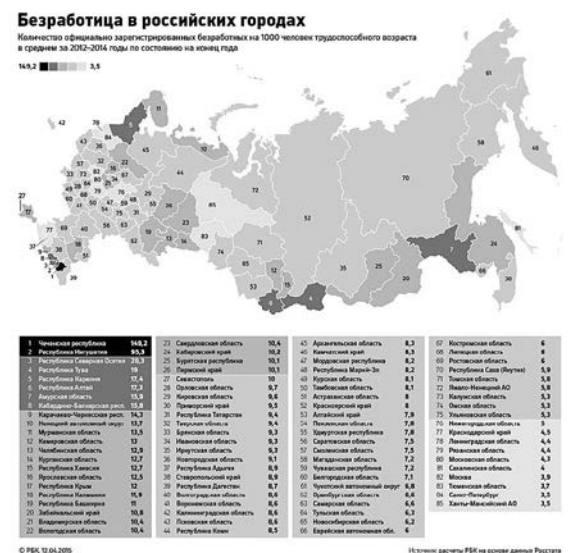 Безработица в российских городах
Количество официально зарегистрированных безработных на 1000 человек трудоспособного возраста
в среднем за 2012–2014 годы по состоянию на конец года
149,2 3,5
1 Чеченская республика 149,2
2 Республика Ингушетия 95,3
3 Республика Северная Осетия 20,3
4 Республика Тува 19
5 Республика Карелия 17,4
6 Республика Алтай 17,3
7 Амурская область 15,9
8 Кабардино-Балкарская респ. 15,8
9 Карачаево-Черкесская респ. 14,3
10 Ненецкий автономный округ 13,7
11 Мурманская область 13,5
12 Кемеровская область 13
13 Челябинская область 12,9
14 Курганская область 12,7
15 Республика Хакасия 12,7
16 Ярославская область 12,5
17 Республика Крым 12
18 Республика Калмыкия 11,9
19 Республика Башкирия 11
20 Забайкальский край 10,8
21 Владимирская область 10,4
22 Вологодская область 10,4
23 Свердловская область 10,4
24 Хабаровский край 10,2
25 Бурятская республика 10,1
26 Пермский край 10,1
27 Севастополь 10
28 Орловская область 9,7
29 Кировская область 9,6
30 Приморский край 9,5
31 Республика Татарстан 9,4
32 Тверская область 9,4
33 Брянская область 9,3
34 Ивановская область 9,3
35 Иркутская область 9,3
36 Новгородская область 9,1
37 Республика Адыгея 8,9
38 Ставропольский край 8,9
39 Республика Дагестан 8,7
40 Волгоградская область 8,6
41 Воронежская область 8,6
42 Калининградская область 8,6
43 Псковская область 8,6
44 Республика Коми 8,5
45 Архангельская область 8,3
46 Камчатский край 8,3
47 Мордовская республика 8,2
48 Республика Марий-Эл 8,2
49 Курская область 8,1
50 Тамбовская область 8,1
51 Астраханская область 8
52 Красноярский край 8
53 Алтайский край 7,9
54 Пензенская область 7,8
55 Удмуртская республика 7,8
56 Саратовская область 7,5
57 Смоленская область 7,5
58 Магаданская область 7,2
59 Чувашская республика 7,2
60 Белгородская область 7,1
61 Чукотский автономный округ 6,8
62 Оренбургская область 6,6
63 Самарская область 6,6
64 Тульская область 6,3
65 Новосибирская область 6,2
66 Еврейская автономная обл. 6
67 Костромская область 6
68 Липецкая область 6
69 Ростовская область 6
70 Республика Саха (Якутия) 5,9
71 Томская область 5,8
72 Ямало-Ненецкий АО 5,8
73 Калужская область 5,3
74 Омская область 5,3
75 Ульяновская область 5,3
76 Нижегородская область 5
77 Краснодарский край 4,5
78 Ленинградская область 4,4
79 Рязанская область 4,4
80 Московская область 4,3
81 Сахалинская область 4
82 Москва 3,9
83 Тюменская область 3,7
84 Санкт-Петербург 3,5
85 Ханты-Мансийский АО 3,5
© РБК, 12.04.2015
Источник: расчеты РБК на основе данных Росстата